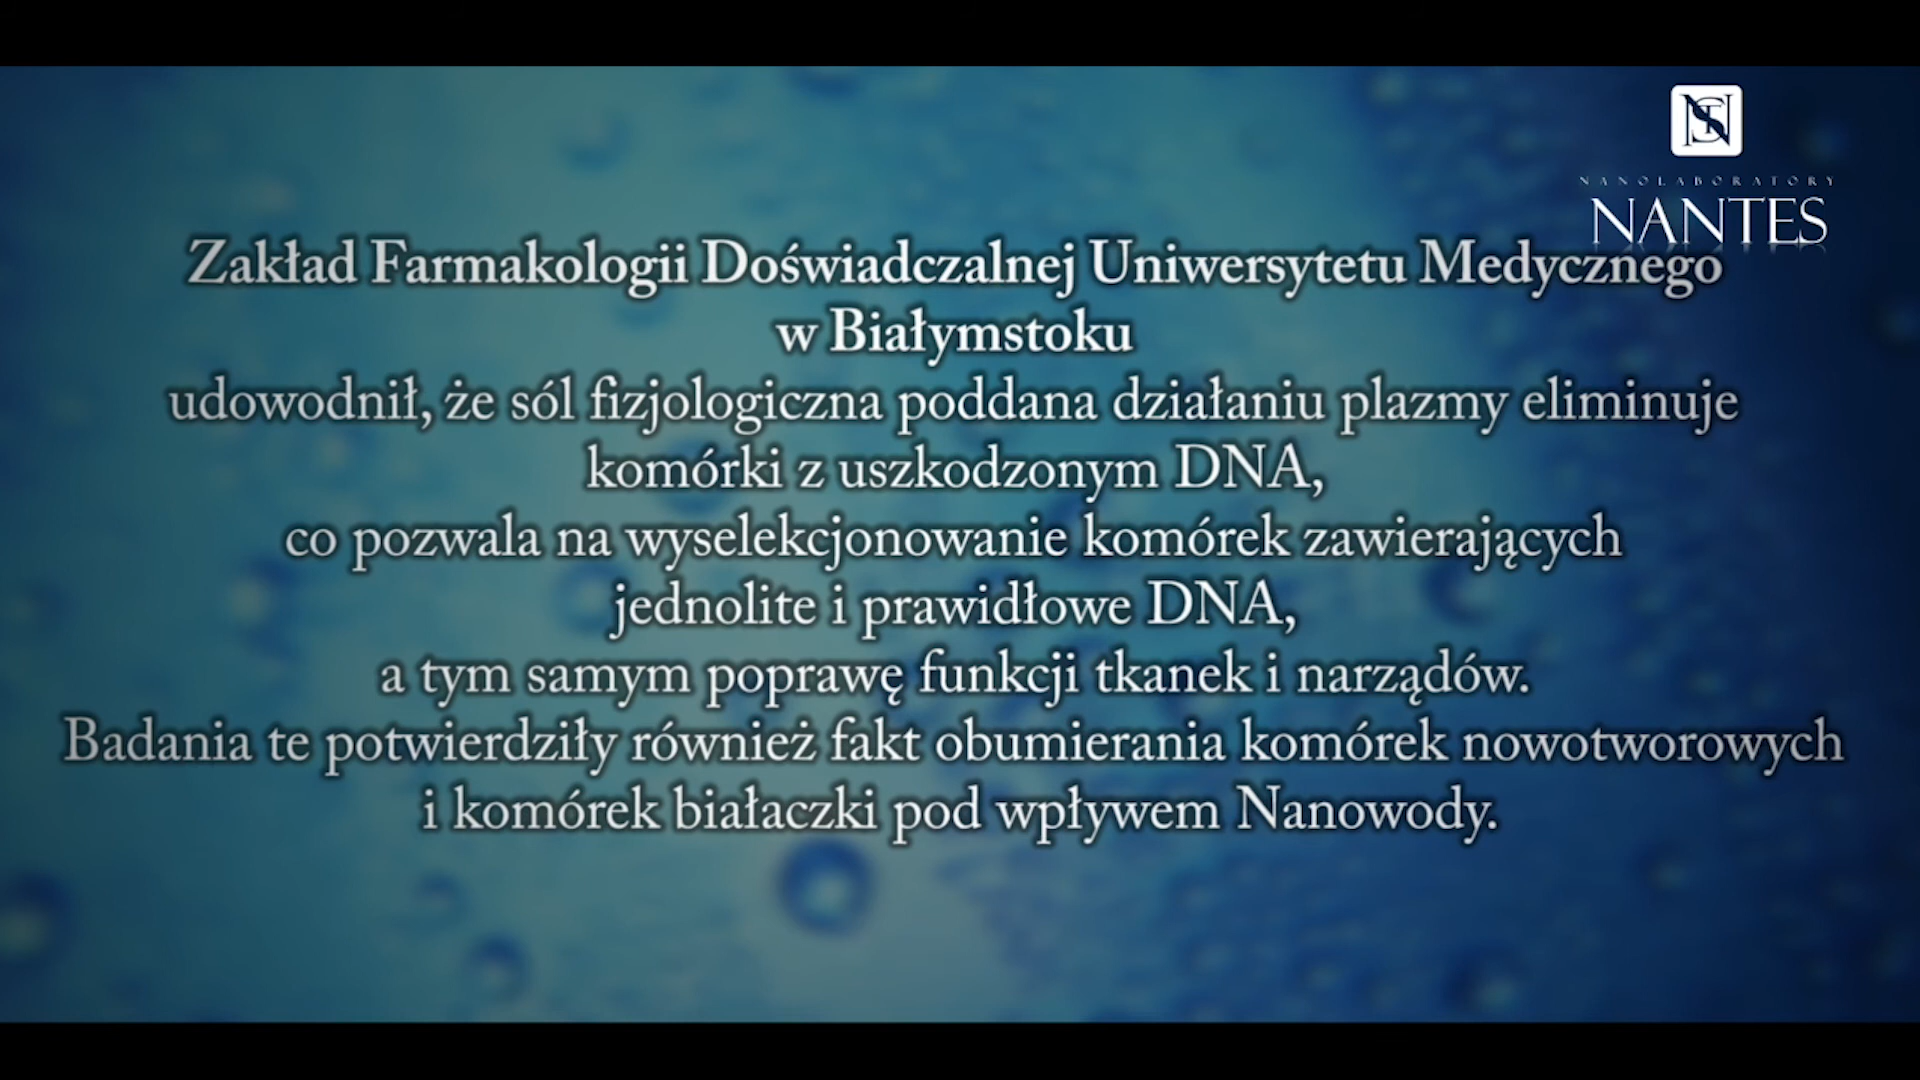 NANOLABORATORY
NANTES
Zakład Farmakologii Doświadczalnej Uniwersytetu Medycznego
w Białymstoku
udowodnił, że sól fizjologiczna poddana działaniu plazmy eliminuje
komórki z uszkodzonym DNA,
co pozwala na wyselekcjonowanie komórek zawierających
jednolite i prawidłowe DNA,
a tym samym poprawę funkcji tkanek i narządów.
Badania te potwierdziły również fakt obumierania komórek nowotworowych
i komórek białaczki pod wpływem Nanowody.